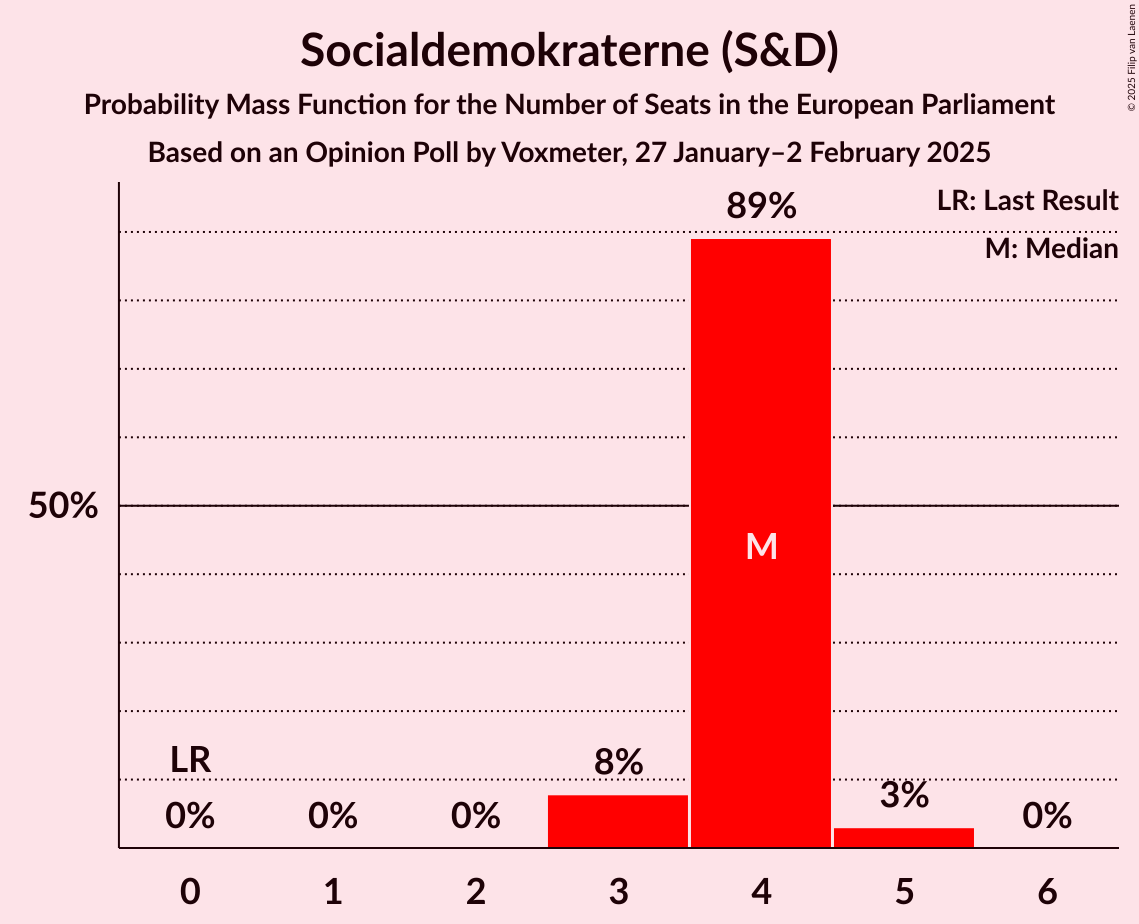 Socialdemokraterne (S&D)
Probability Mass Function for the Number of Seats in the European Parliament
Based on an Opinion Poll by Voxmeter, 27 January–2 February 2025
© 2025 Filip van Laenen
LR: Last Result
M: Median
89%
50%
M
LR
0%
0%
0%
8%
3%
0%
0 1 2 3 4 5 6